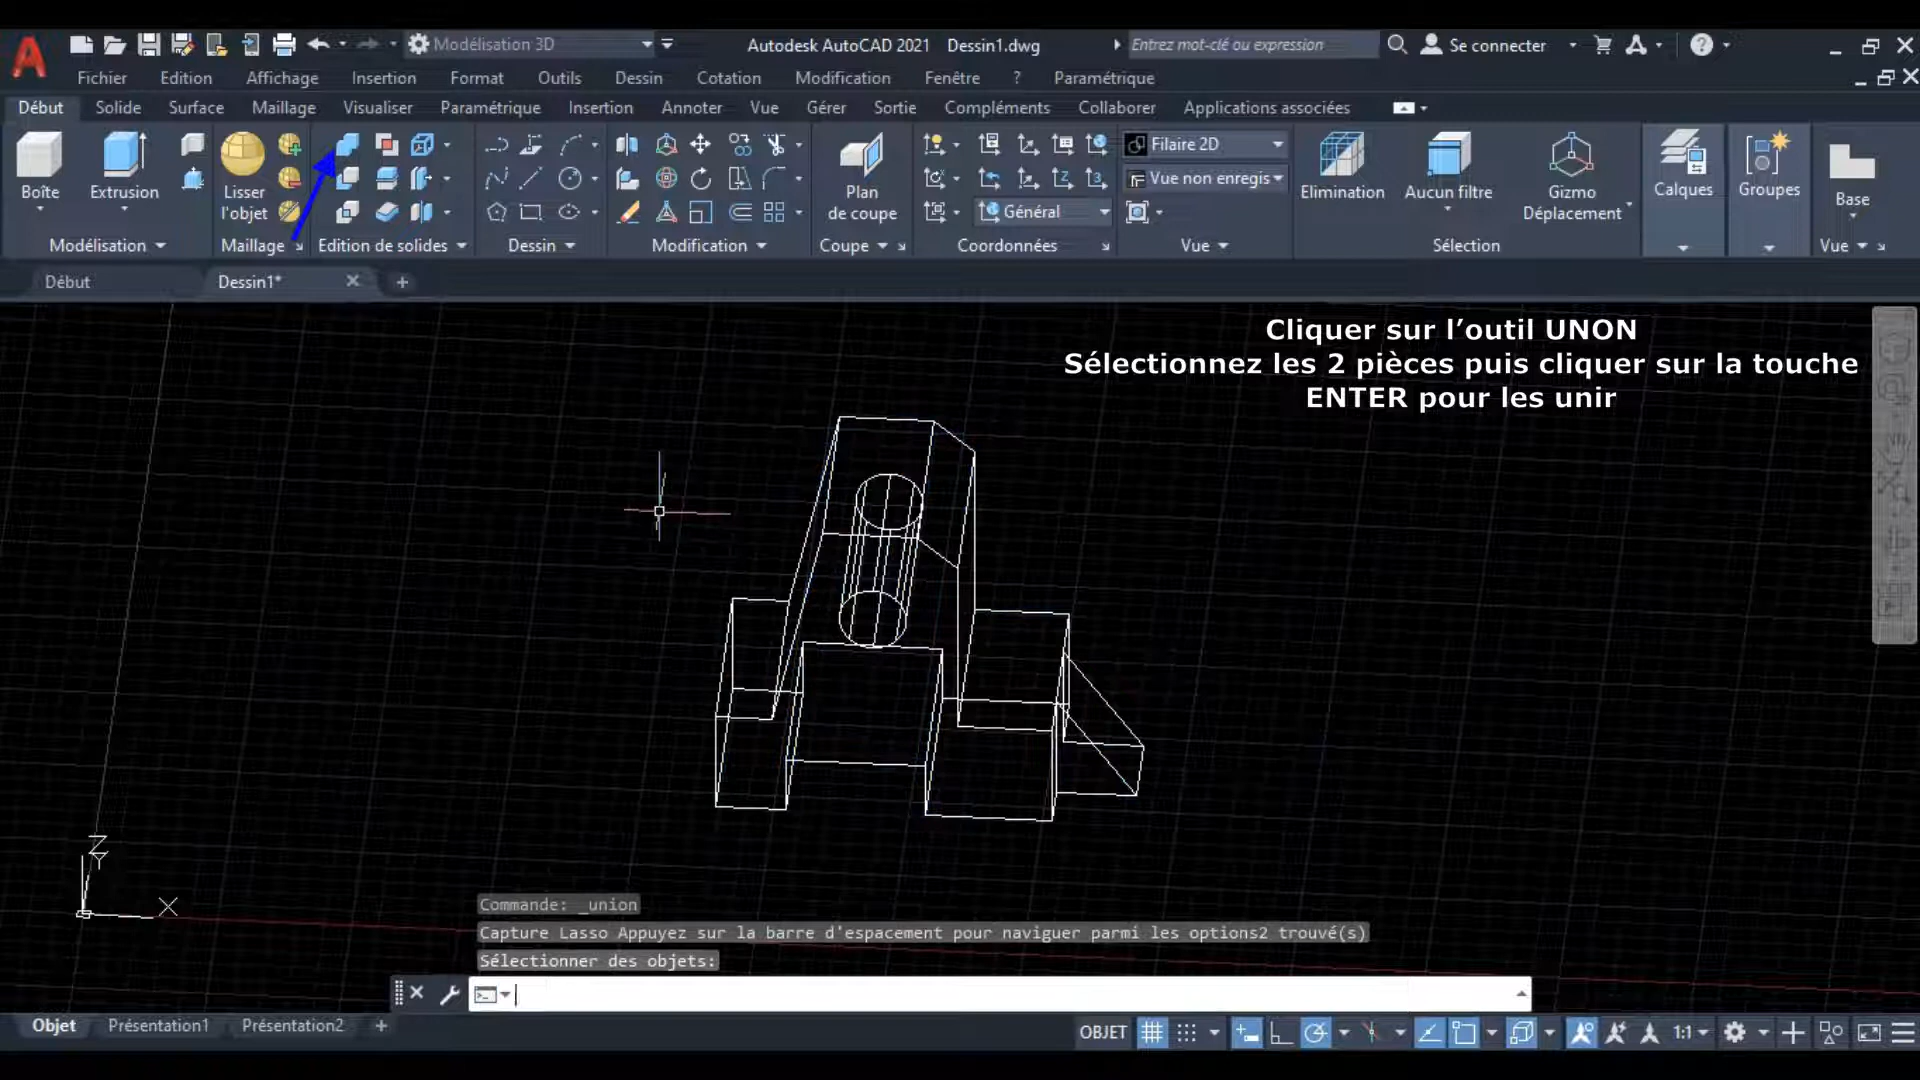 Modélisation 3D
Autodesk AutoCAD 2021 Dessin1.dwg
Entrez mot-clé ou expression
Se connecter
Fichier Edition Affichage Insertion Format Outils Dessin Cotation Modification Fenêtre ? Paramétrique
Début Solide Surface Maillage Visualiser Paramétrique Insertion Annoter Vue Gérer Sortie Compléments Collaborer Applications associées
Boîte
Extrusion
Lisser
l'objet
Plan
de coupe
Filaire 2D
Vue non enregis
Général
Elimination
Aucun filtre
Gizmo
Déplacement
Calques
Groupes
Base
Modélisation Maillage Edition de solides Dessin Modification Coupe Coordonnées Vue Sélection Vue
Début Dessin1*
Cliquer sur l’outil UNON
Sélectionnez les 2 pièces puis cliquer sur la touche
ENTER pour les unir
Z
Y
X
Commande: _union
Capture Lasso Appuyez sur la barre d'espacement pour naviguer parmi les options2 trouvé(s)
Sélectionner des objets:
Objet Présentation1 Présentation2 +
OBJET
1:1